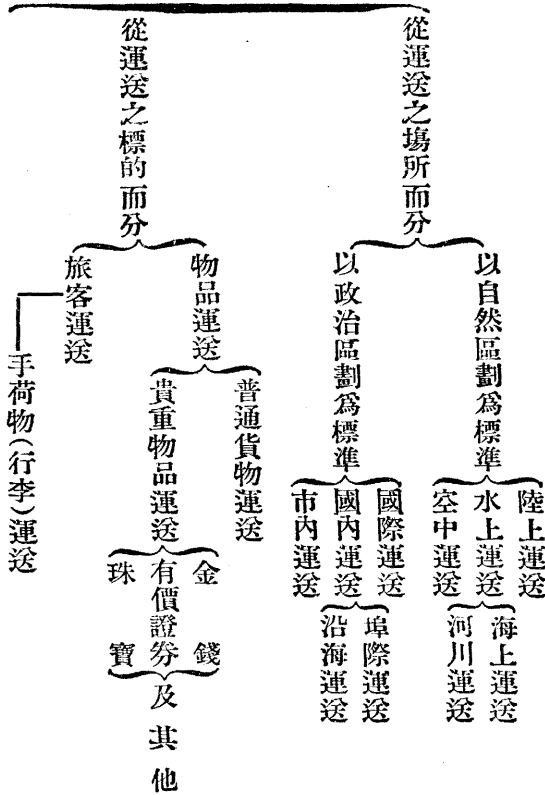 從運送之場所而分
以自然區劃爲標準
陸上運送
水上運送
海上運送
河川運送
空中運送
以政治區劃爲標準
國際運送
國內運送
埠際運送
沿海運送
市內運送
從運送之標的而分
物品運送
普通貨物運送
貴重物品運送
金錢
有價證券
珠寶
及其他
旅客運送
手荷物(行李)運送